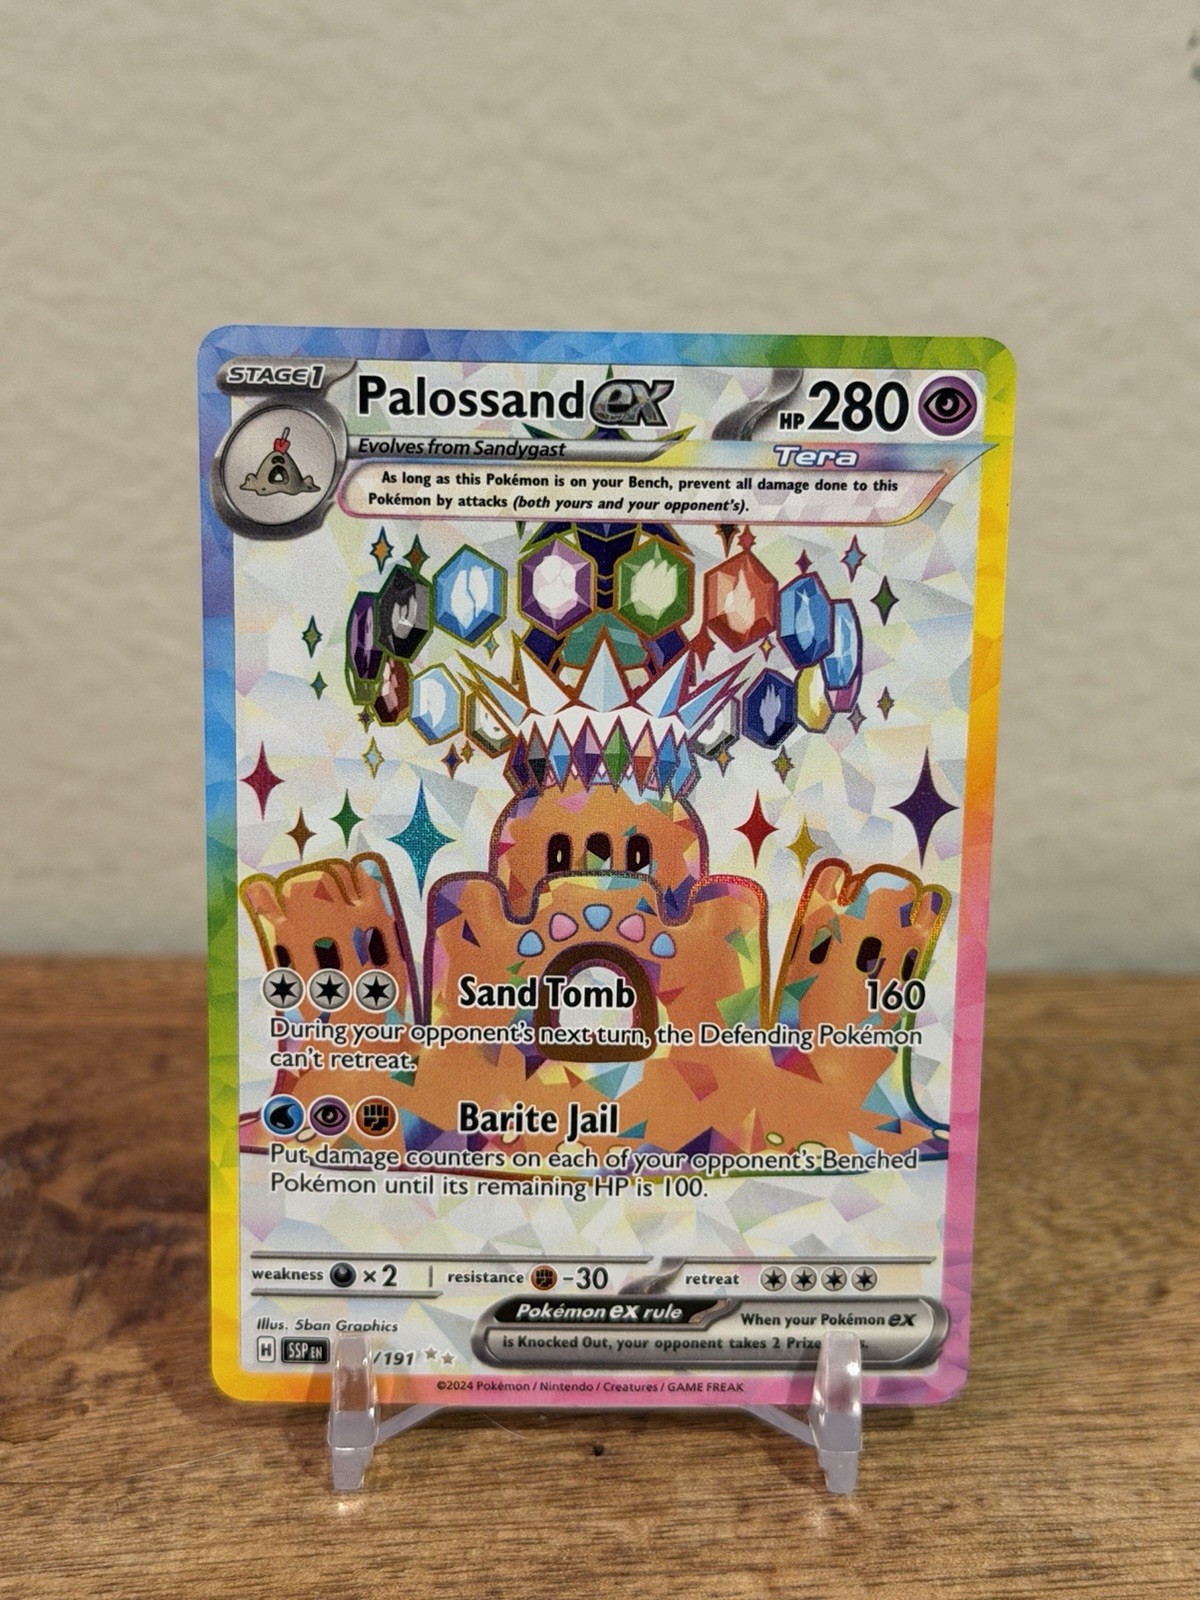 STAGE1
Palossand ex
HP 280
Evolves from Sandygast
Tera
As long as this Pokémon is on your Bench, prevent all damage done to this
Pokémon by attacks (both yours and your opponent's).
Sand Tomb 160
During your opponent's next turn, the Defending Pokémon
can't retreat.
Barite Jail
Put damage counters on each of your opponent's Benched
Pokémon until its remaining HP is 100.
weakness ×2 resistance -30 retreat
Pokémon ex rule When your Pokémon ex
is Knocked Out, your opponent takes 2 Prize
Illus. 5ban Graphics
H SSP EN /191
©2024 Pokémon / Nintendo / Creatures / GAME FREAK